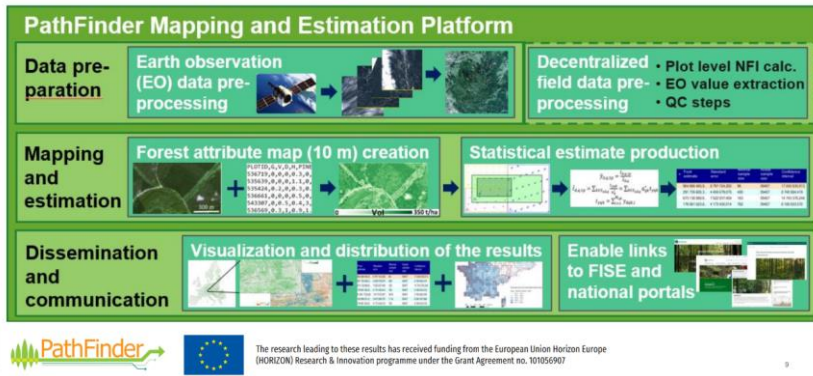 PathFinder Mapping and Estimation Platform
Data pre-
paration
Earth observation
(EO) data pre-
processing
Decentralized
field data pre-
processing
• Plot level NFI calc.
• EO value extraction
• QC steps
Mapping
and
estimation
Forest attribute map (10 m) creation
500 m
PLOTID,G,V,D,H,PINE
0 Vol 350 t/ha
Statistical estimate production
Dissemination
and
communication
Visualization and distribution of the results
Enable links
to FISE and
national portals
PathFinder
The research leading to these results has received funding from the European Union Horizon Europe
(HORIZON) Research & Innovation programme under the Grant Agreement no. 101056907
9